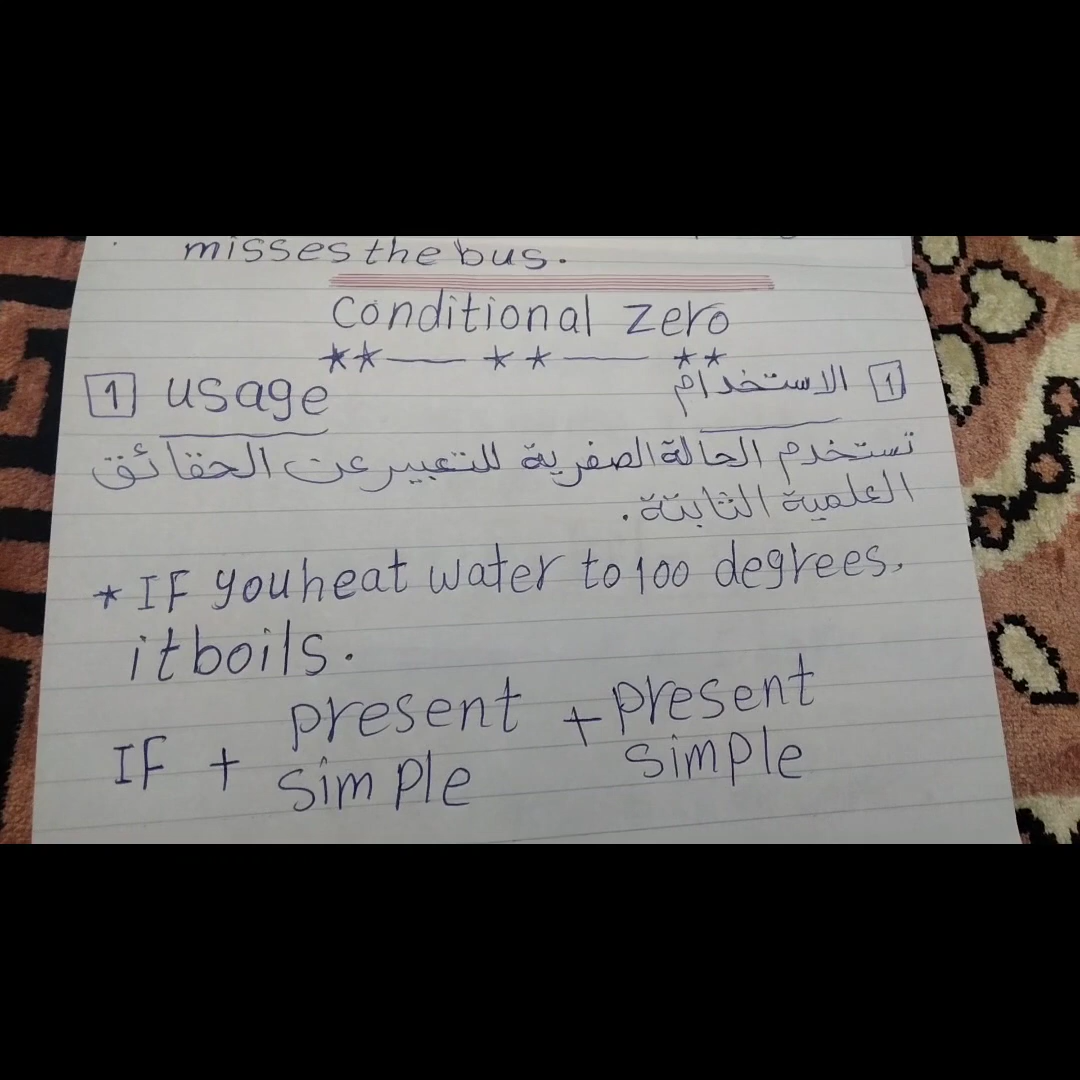 misses the bus.
Conditional zero
1 usage
1 الاستخدام
تستخدم الحالة الصفرية للتعبير عن الحقائق
العلمية الثابتة.
* IF you heat water to 100 degrees,
it boils.
IF + present simple + present simple